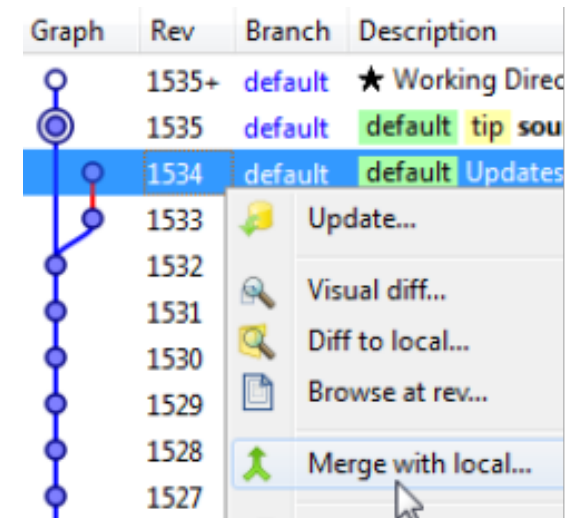 Graph Rev Branch Description
1535+ default ★ Working Direc
1535 default default tip sou
1534 default default Updates
1533 Update...
1532
Visual diff...
1531
Diff to local...
1530
Browse at rev...
1529
1528 Merge with local...
1527